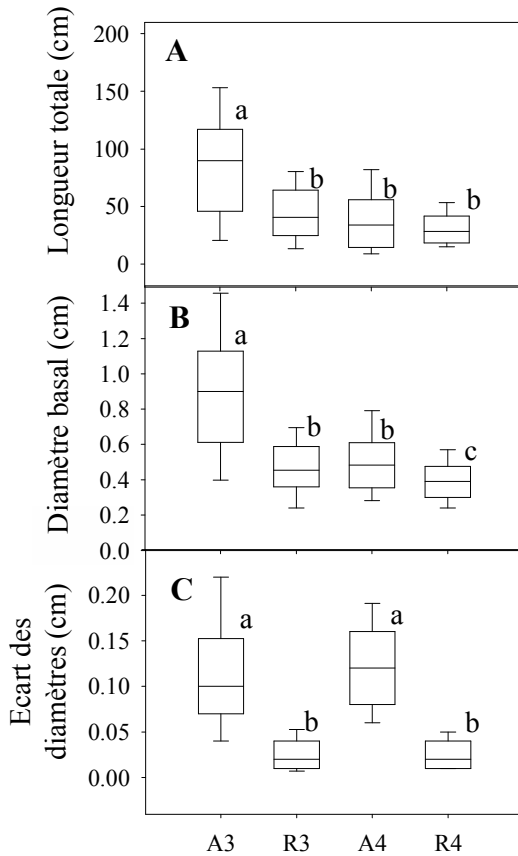 A
Longueur totale (cm)
200
150
100
50
0
a
b
b
b
B
Diamètre basal (cm)
1.4
1.2
1.0
0.8
0.6
0.4
0.2
0.0
a
b
b
c
C
Ecart des
diamètres (cm)
0.20
0.15
0.10
0.05
0.00
a
b
a
b
A3 R3 A4 R4